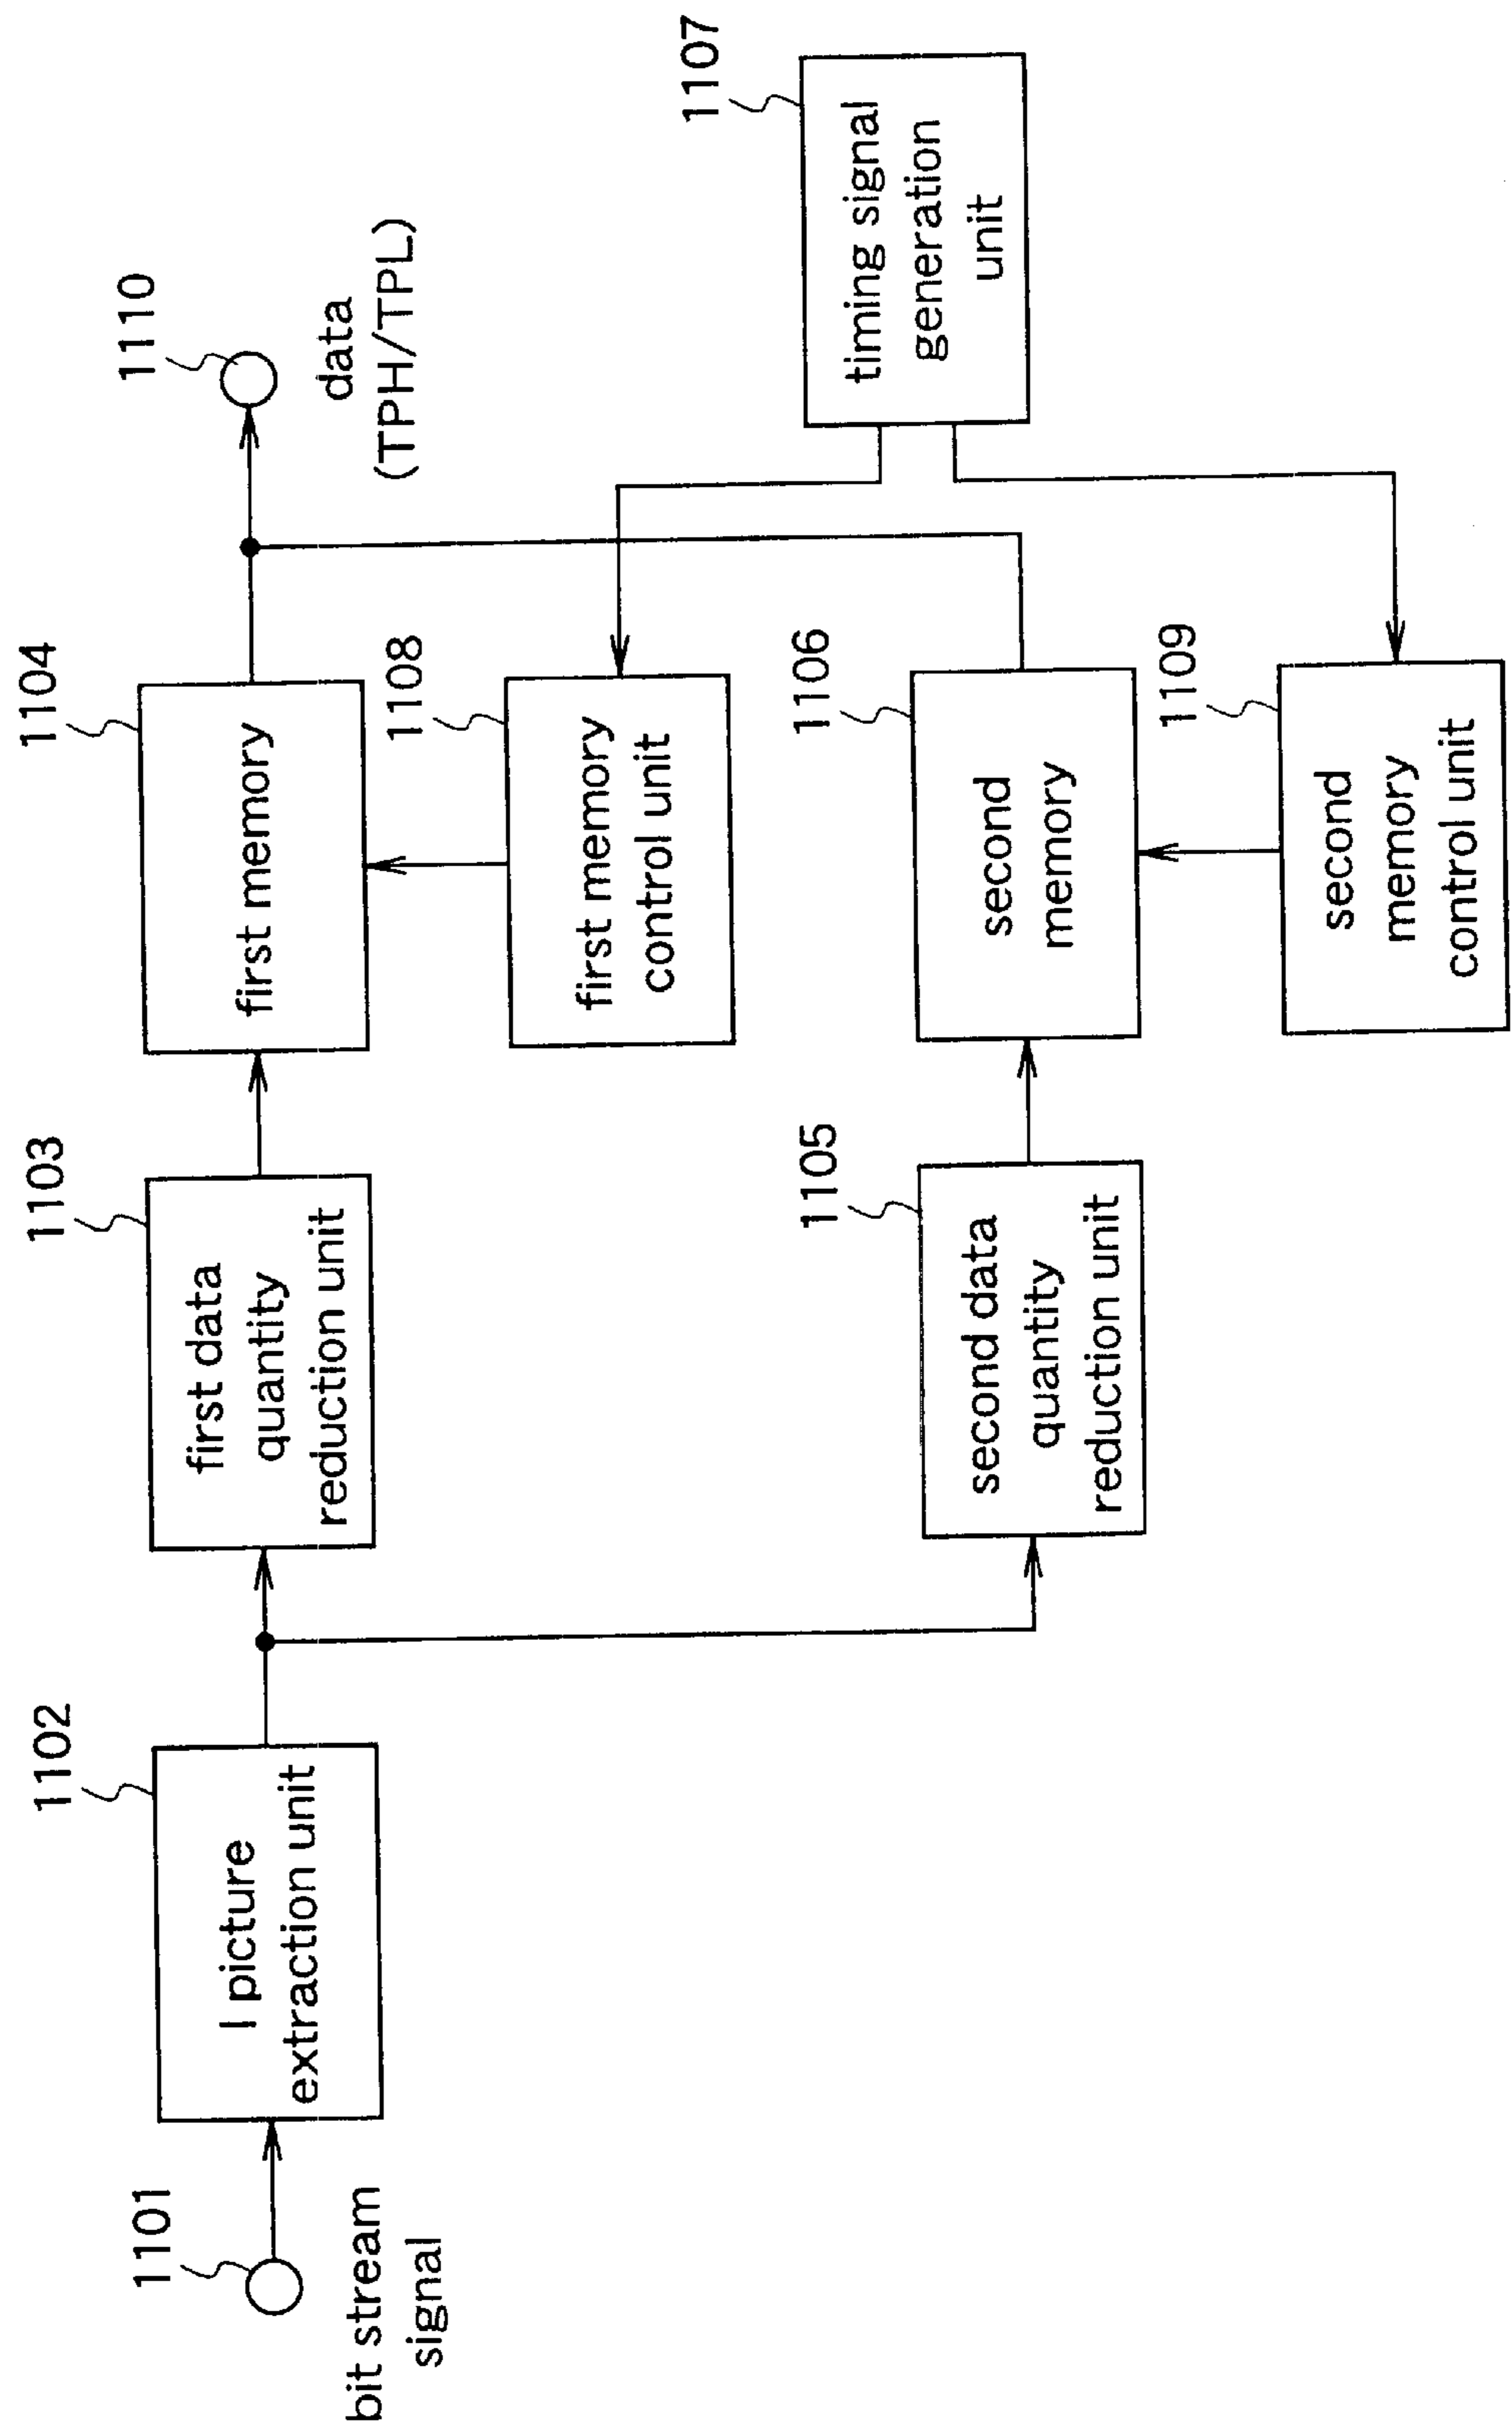 1101
bit stream
signal
1102
I picture
extraction unit
1103
first data
quantity
reduction unit
1104
first memory
1110
data
(TPH/TPL)
1108
first memory
control unit
1107
timing signal
generation
unit
1105
second data
quantity
reduction unit
1106
second
memory
1109
second
memory
control unit